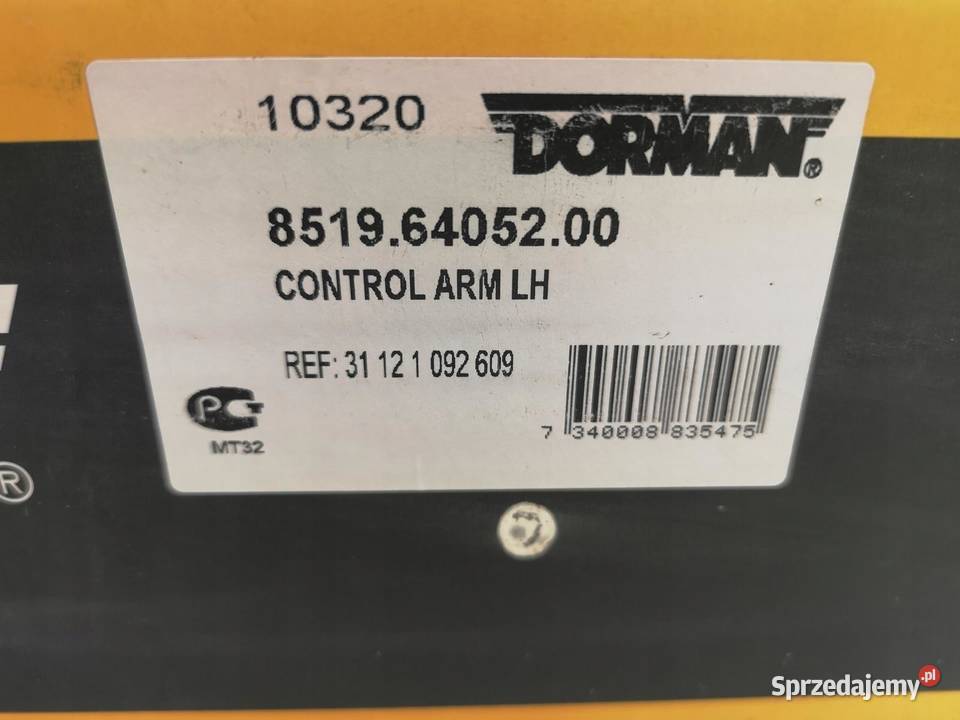 10320 DORMAN®
8519.64052.00
CONTROL ARM LH
REF: 31 12 1 092 609
РСТ
MT32
7 340008 835475
®
Sprzedajemy.pl